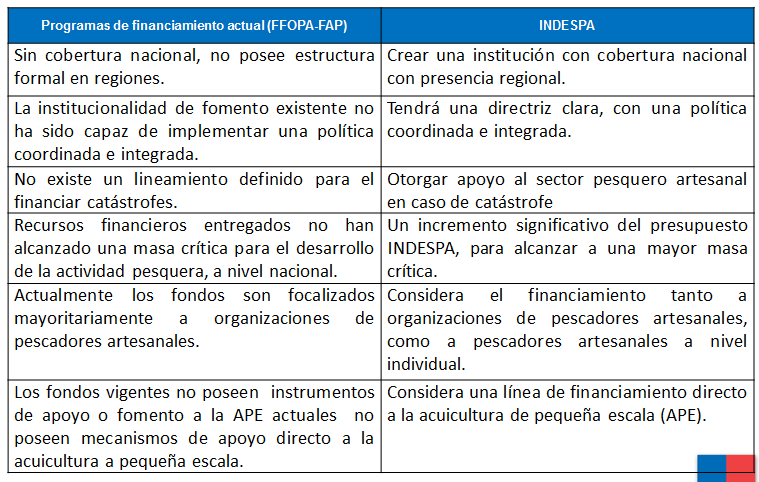 Programas de financiamiento actual (FFOPA-FAP)
INDESPA
Sin cobertura nacional, no posee estructura
formal en regiones.
Crear una institución con cobertura nacional
con presencia regional.
La institucionalidad de fomento existente no
ha sido capaz de implementar una política
coordinada e integrada.
Tendrá una directriz clara, con una política
coordinada e integrada.
No existe un lineamiento definido para el
financiar catástrofes.
Otorgar apoyo al sector pesquero artesanal
en caso de catástrofe
Recursos financieros entregados no han
alcanzado una masa crítica para el desarrollo
de la actividad pesquera, a nivel nacional.
Un incremento significativo del presupuesto
INDESPA, para alcanzar a una mayor masa
crítica.
Actualmente los fondos son focalizados
mayoritariamente a organizaciones de
pescadores artesanales.
Considera el financiamiento tanto a
organizaciones de pescadores artesanales,
como a pescadores artesanales a nivel
individual.
Los fondos vigentes no poseen instrumentos
de apoyo o fomento a la APE actuales no
poseen mecanismos de apoyo directo a la
acuicultura a pequeña escala.
Considera una línea de financiamiento directo
a la acuicultura de pequeña escala (APE).